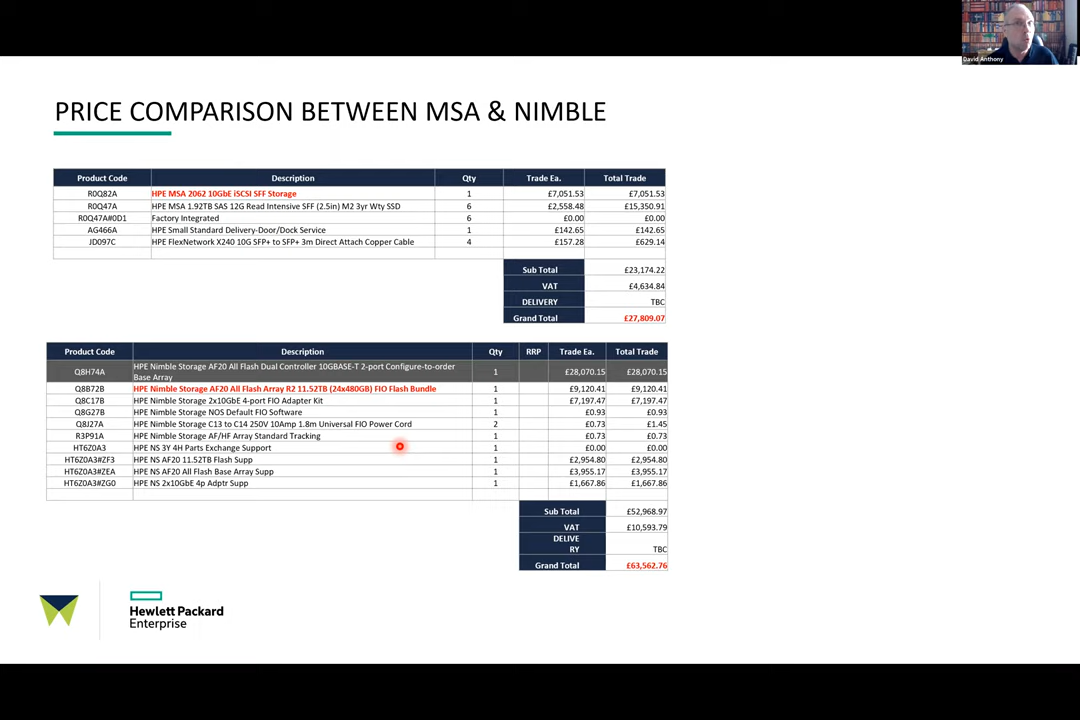 David Anthony
PRICE COMPARISON BETWEEN MSA & NIMBLE
Product Code Description Qty Trade Ea. Total Trade
R0Q82A HPE MSA 2062 10GbE iSCSI SFF Storage 1 £7,051.53 £7,051.53
R0Q47A HPE MSA 1.92TB SAS 12G Read Intensive SFF (2.5in) M2 3yr Wty SSD 6 £2,558.48 £15,350.91
R0Q47A#0D1 Factory Integrated 6 £0.00 £0.00
AG466A HPE Small Standard Delivery-Door/Dock Service 1 £142.65 £142.65
JD097C HPE FlexNetwork X240 10G SFP+ to SFP+ 3m Direct Attach Copper Cable 4 £157.28 £629.14
Sub Total £23,174.22
VAT £4,634.84
DELIVERY TBC
Grand Total £27,809.07
Product Code Description Qty RRP Trade Ea. Total Trade
Q8H74A HPE Nimble Storage AF20 All Flash Dual Controller 10GBASE-T 2-port Configure-to-order 1 £28,070.15 £28,070.15
Base Array
Q8B72B HPE Nimble Storage AF20 All Flash Array R2 11.52TB (24x480GB) FIO Flash Bundle 1 £9,120.41 £9,120.41
Q8C17B HPE Nimble Storage 2x10GbE 4-port FIO Adapter Kit 1 £7,197.47 £7,197.47
Q8G27B HPE Nimble Storage NOS Default FIO Software 1 £0.93 £0.93
Q8J27A HPE Nimble Storage C13 to C14 250V 10Amp 1.8m Universal FIO Power Cord 2 £0.73 £1.45
R3P91A HPE Nimble Storage AF/HF Array Standard Tracking 1 £0.73 £0.73
HT6Z0A3 HPE NS 3Y 4H Parts Exchange Support 1 £0.00 £0.00
HT6Z0A3#ZF3 HPE NS AF20 11.52TB Flash Supp 1 £2,954.80 £2,954.80
HT6Z0A3#ZEA HPE NS AF20 All Flash Base Array Supp 1 £3,955.17 £3,955.17
HT6Z0A3#ZG0 HPE NS 2x10GbE 4p Adptr Supp 1 £1,667.86 £1,667.86
Sub Total £52,968.97
VAT £10,593.79
DELIVE
RY TBC
Grand Total £63,562.76
Hewlett Packard
Enterprise